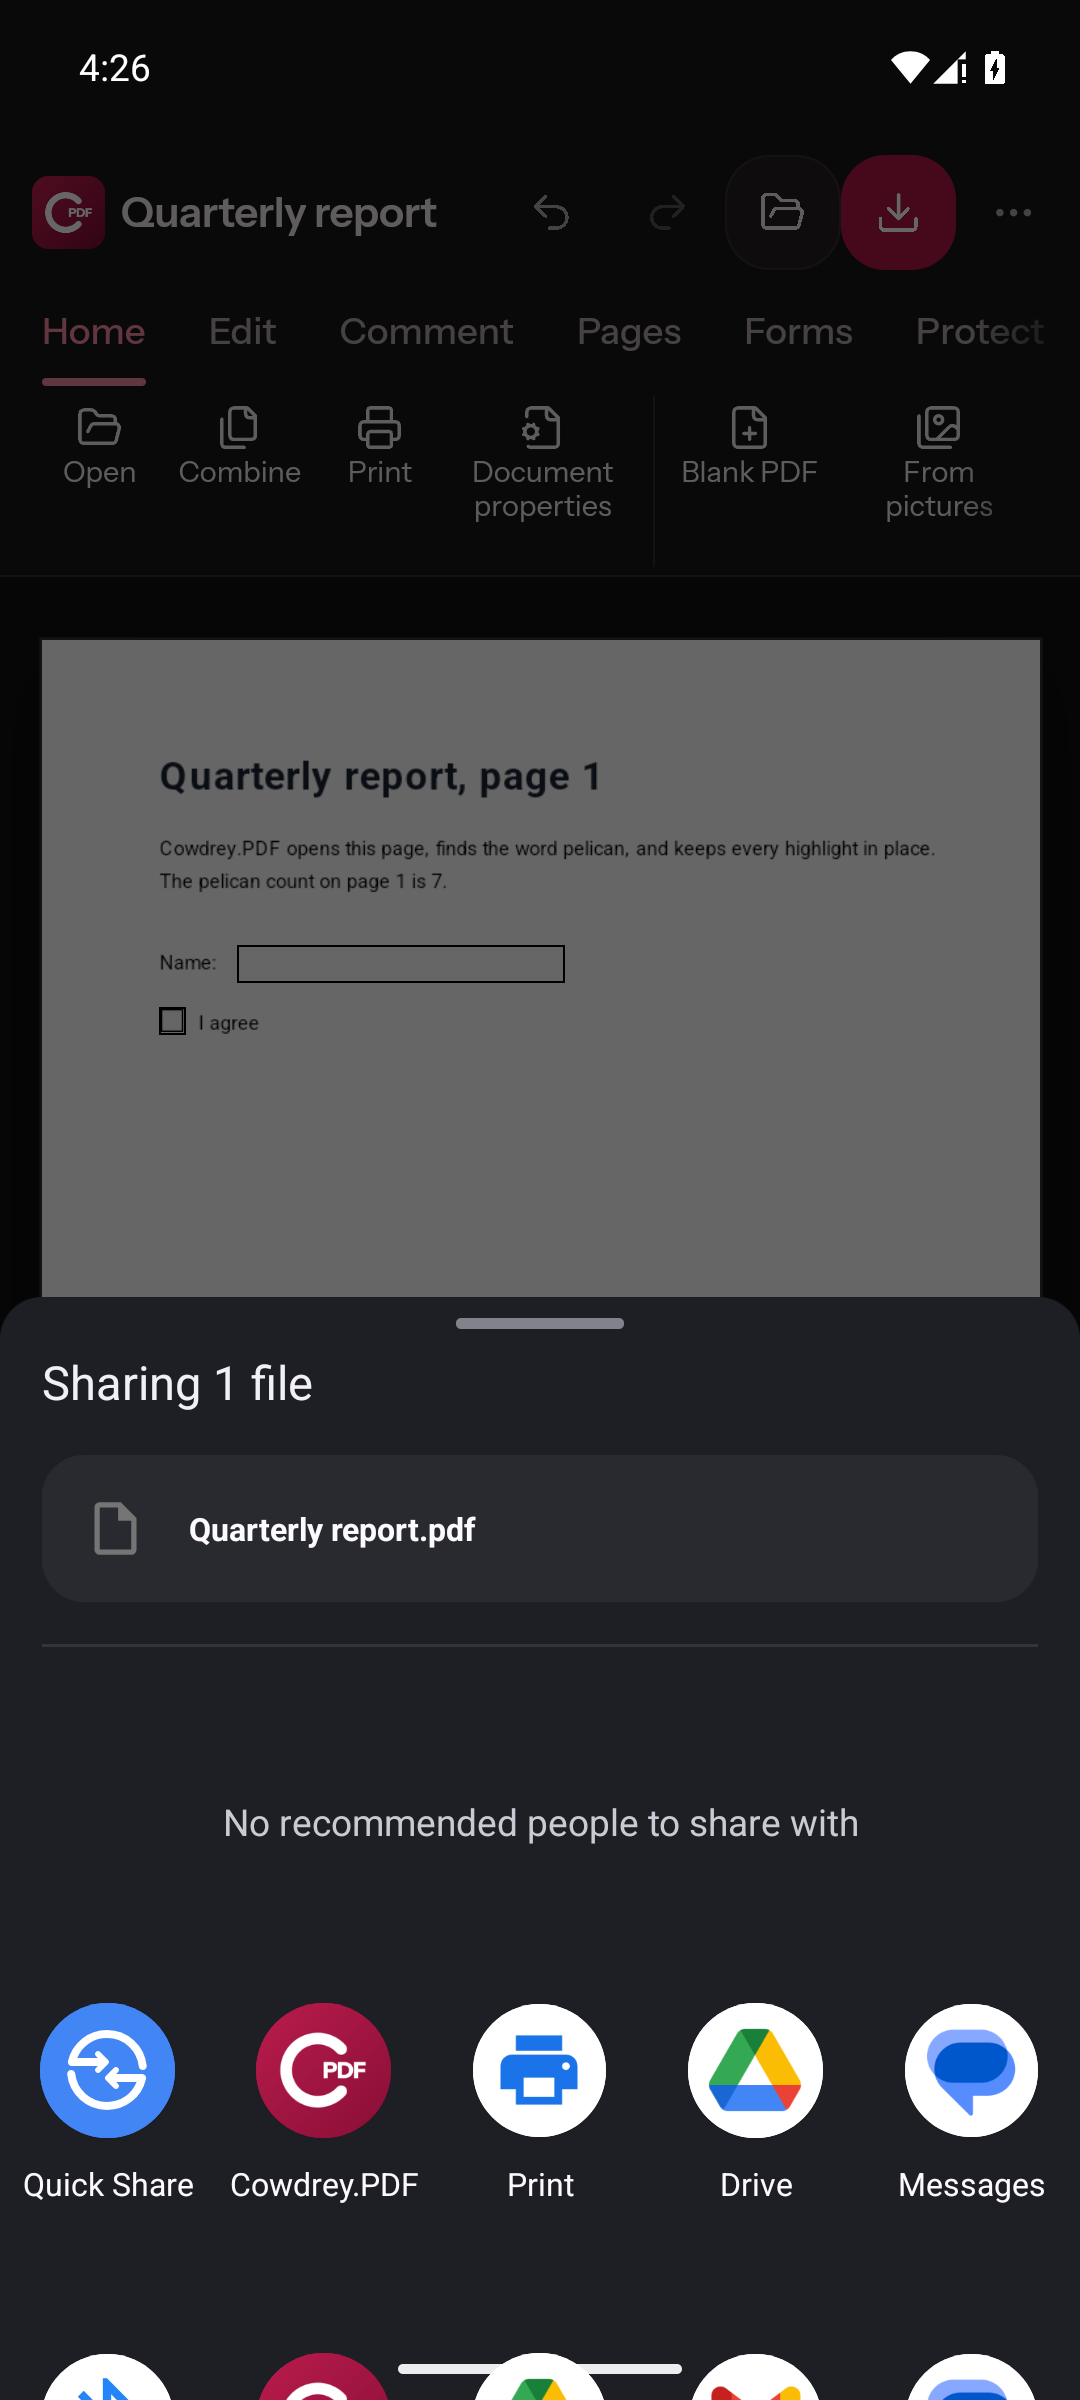 4:26
PDF
Quarterly report
Home Edit Comment Pages Forms Protect
Open Combine Print Document properties Blank PDF From pictures
Quarterly report, page 1
Cowdrey.PDF opens this page, finds the word pelican, and keeps every highlight in place.
The pelican count on page 1 is 7.
Name:
I agree
Sharing 1 file
Quarterly report.pdf
No recommended people to share with
PDF
Quick Share Cowdrey.PDF Print Drive Messages